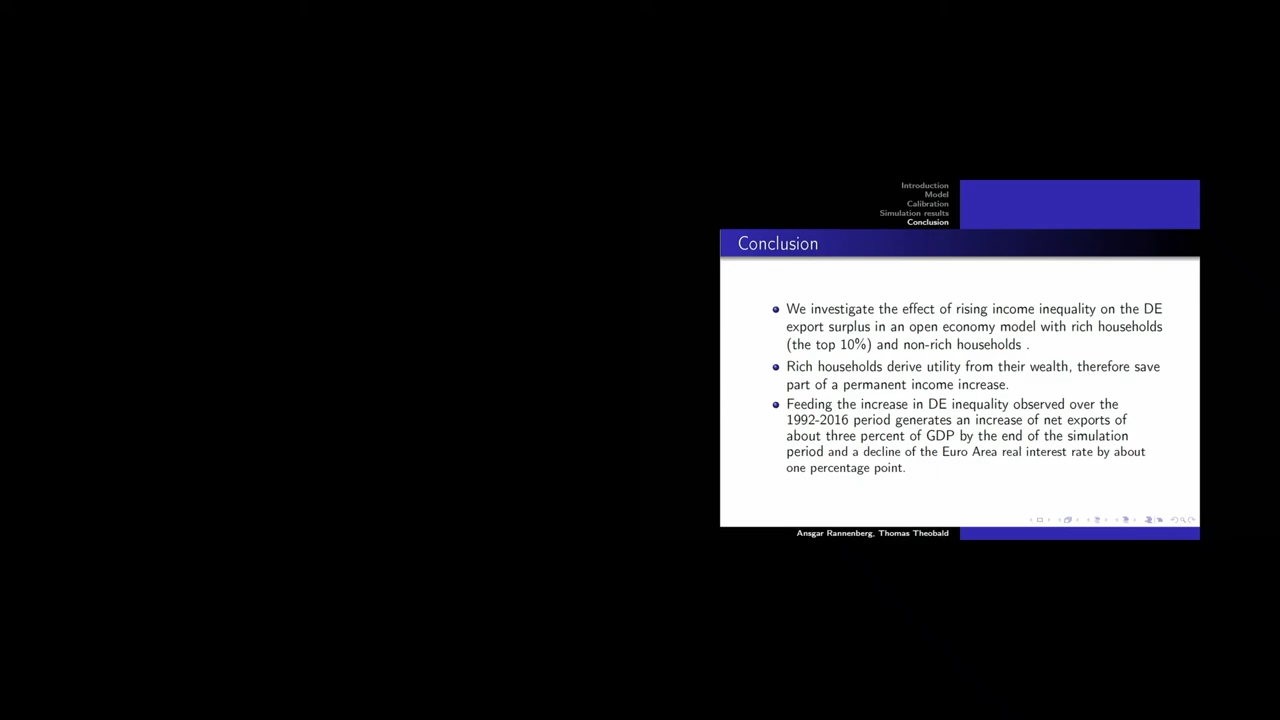 Introduction
Model
Calibration
Simulation results
Conclusion
Conclusion
We investigate the effect of rising income inequality on the DE
export surplus in an open economy model with rich households
(the top 10%) and non-rich households .
Rich households derive utility from their wealth, therefore save
part of a permanent income increase.
Feeding the increase in DE inequality observed over the
1992-2016 period generates an increase of net exports of
about three percent of GDP by the end of the simulation
period and a decline of the Euro Area real interest rate by about
one percentage point.
Ansgar Rannenberg, Thomas Theobald